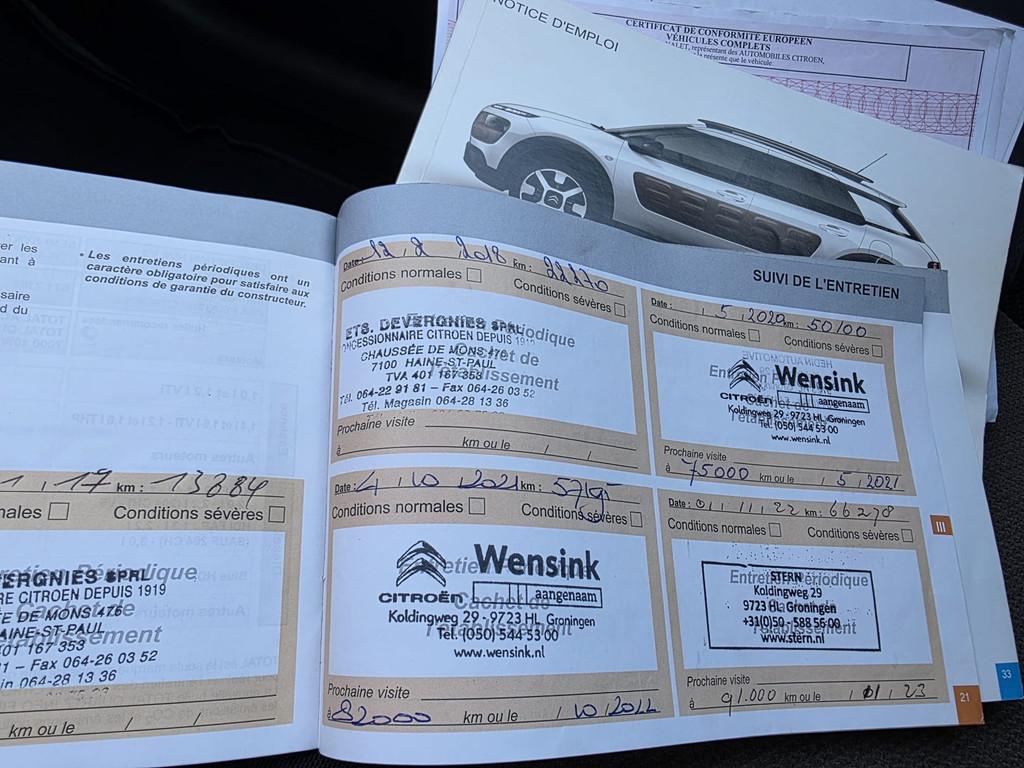 NOTICE D'EMPLOI
CERTIFICAT DE CONFORMITÉ EUROPEEN
VÉHICULES COMPLETS
représentant des AUTOMOBILES CITROEN,
présente que le véhicule
• Les entretiens périodiques ont un
caractère obligatoire pour satisfaire aux
conditions de garantie du constructeur.
SUIVI DE L'ENTRETIEN
Date: 12 2 2018 km: 22270
Conditions normales
Conditions sévères
ETS. DEVERGNIES SPRL
CONCESSIONNAIRE CITROEN DEPUIS 1919
CHAUSSÉE DE MONS 476
7100 HAINE-ST-PAUL
TVA 401 167 353
Tél. 064-22 91 81 – Fax 064-26 03 52
Tél. Magasin 064-28 13 36
Prochaine visite
à km ou le / /
Date : 5 2020 km : 50100
Conditions normales
Conditions sévères
Wensink
CITROËN aangenaam
Koldingweg 29 - 9723 HL Groningen
Tel. (050) 544 53 00
www.wensink.nl
Prochaine visite
à 75000 km ou le / 5 / 2021
1 , 17 km : 13884
Conditions sévères
VERGNIES SPRL
RE CITROEN DEPUIS 1919
DE MONS 476
HAINE-ST-PAUL
401 167 353
– Fax 064-26 03 52
064-28 13 36
km ou le / /
Date : 4 10 2021 km :
Conditions normales
Conditions sévères
Wensink
CITROËN aangenaam
Koldingweg 29 - 9723 HL Groningen
Tel. (050) 544 53 00
www.wensink.nl
Prochaine visite
à 82000 km ou le / 10 / 2022
Date : 01 11 22 km: 66278
Conditions normales
Conditions sévères
Entretien Périodique
STERN
Koldingweg 29
9723 HL Groningen
+31(0)50 - 588 56 00
www.stern.nl
Prochaine visite
à 91.000 km ou le / 01 / 23
III
21
33